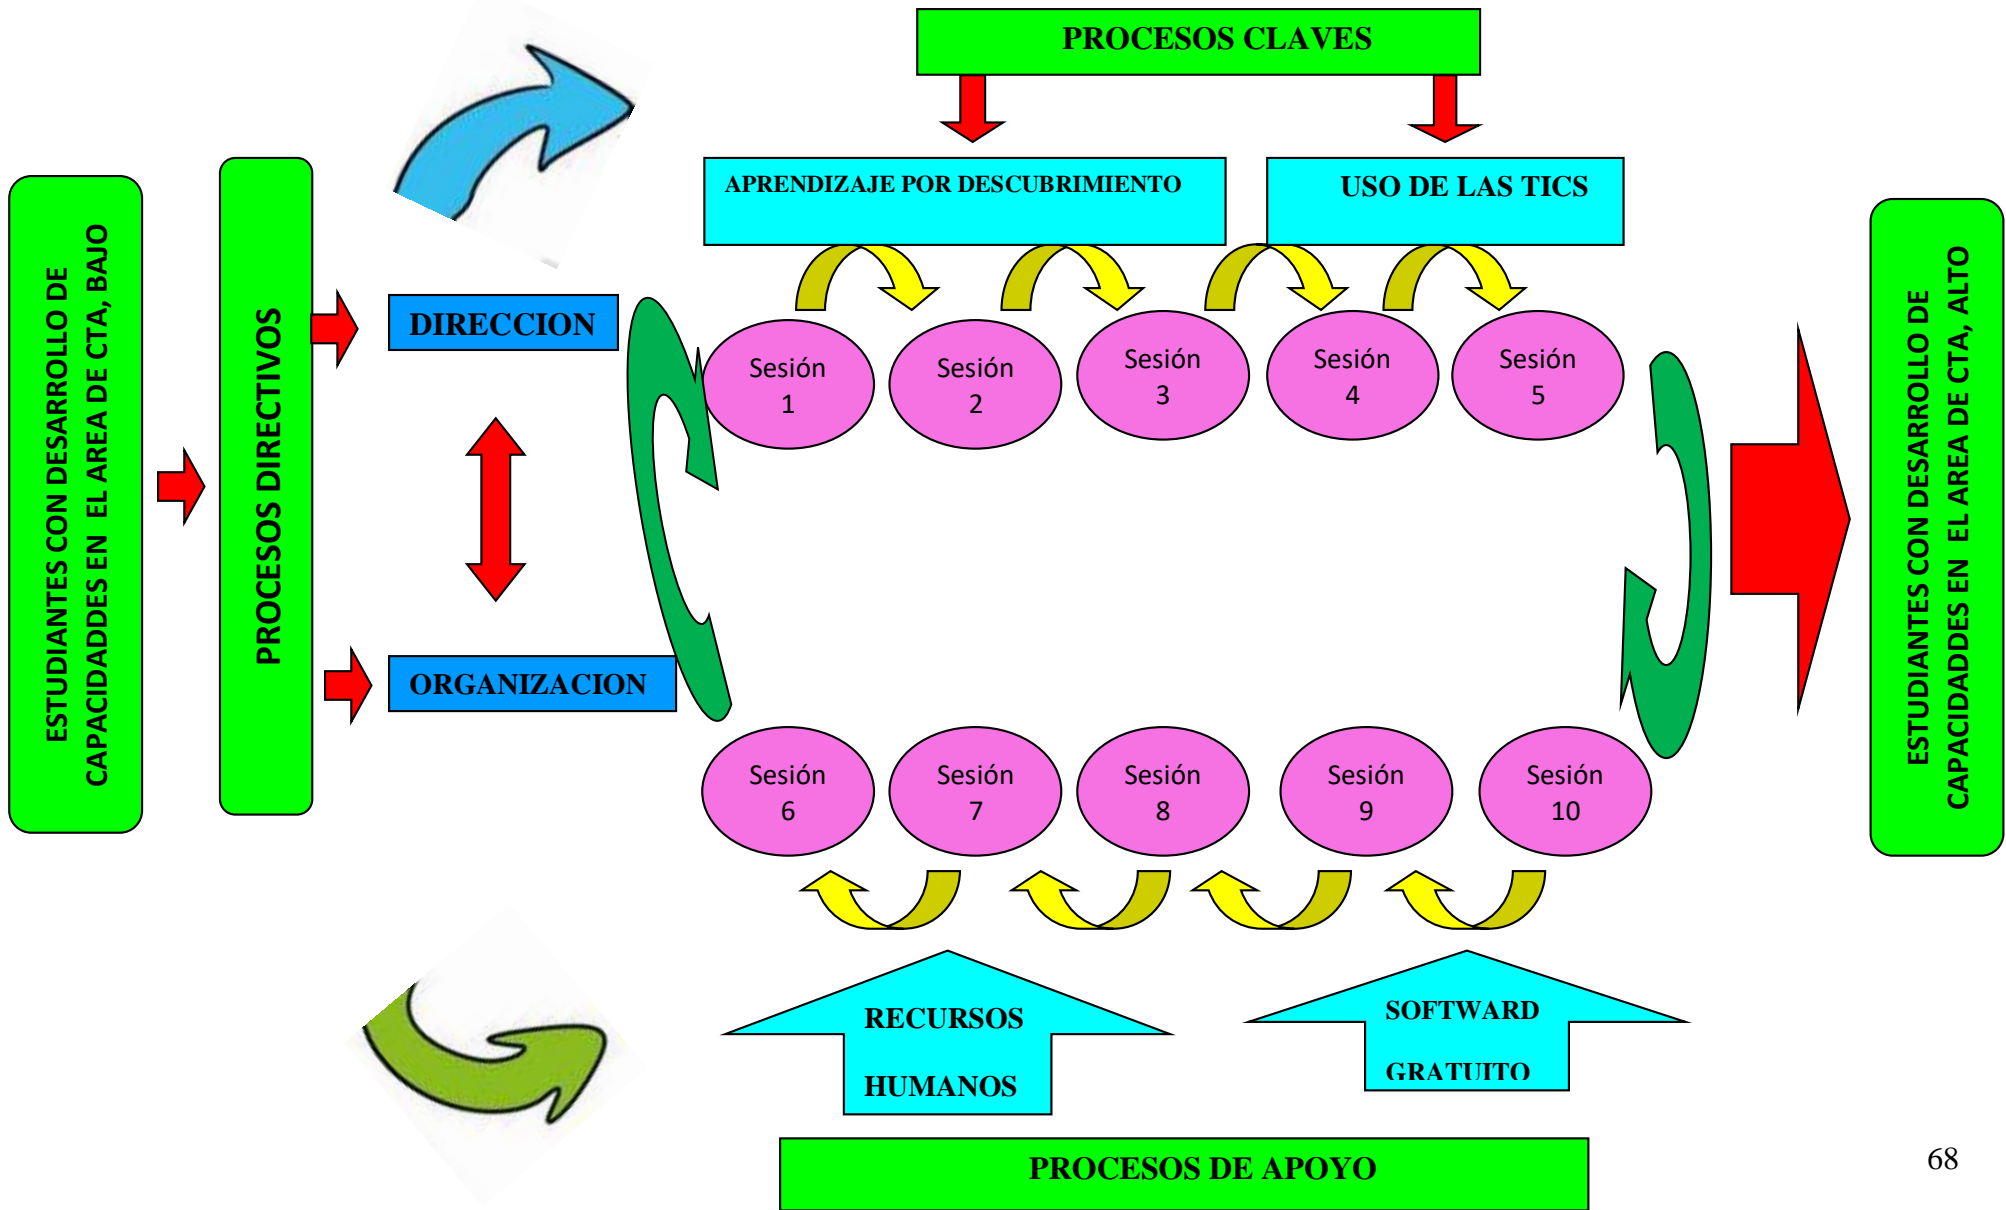 PROCESOS CLAVES
APRENDIZAJE POR DESCUBRIMIENTO
USO DE LAS TICS
ESTUDIANTES CON DESARROLLO DE
CAPACIDADDES EN EL AREA DE CTA, BAJO
PROCESOS DIRECTIVOS
DIRECCION
ORGANIZACION
Sesión
1
Sesión
2
Sesión
3
Sesión
4
Sesión
5
Sesión
6
Sesión
7
Sesión
8
Sesión
9
Sesión
10
ESTUDIANTES CON DESARROLLO DE
CAPACIDADDES EN EL AREA DE CTA, ALTO
RECURSOS
HUMANOS
SOFTWARD
GRATUITO
PROCESOS DE APOYO
68